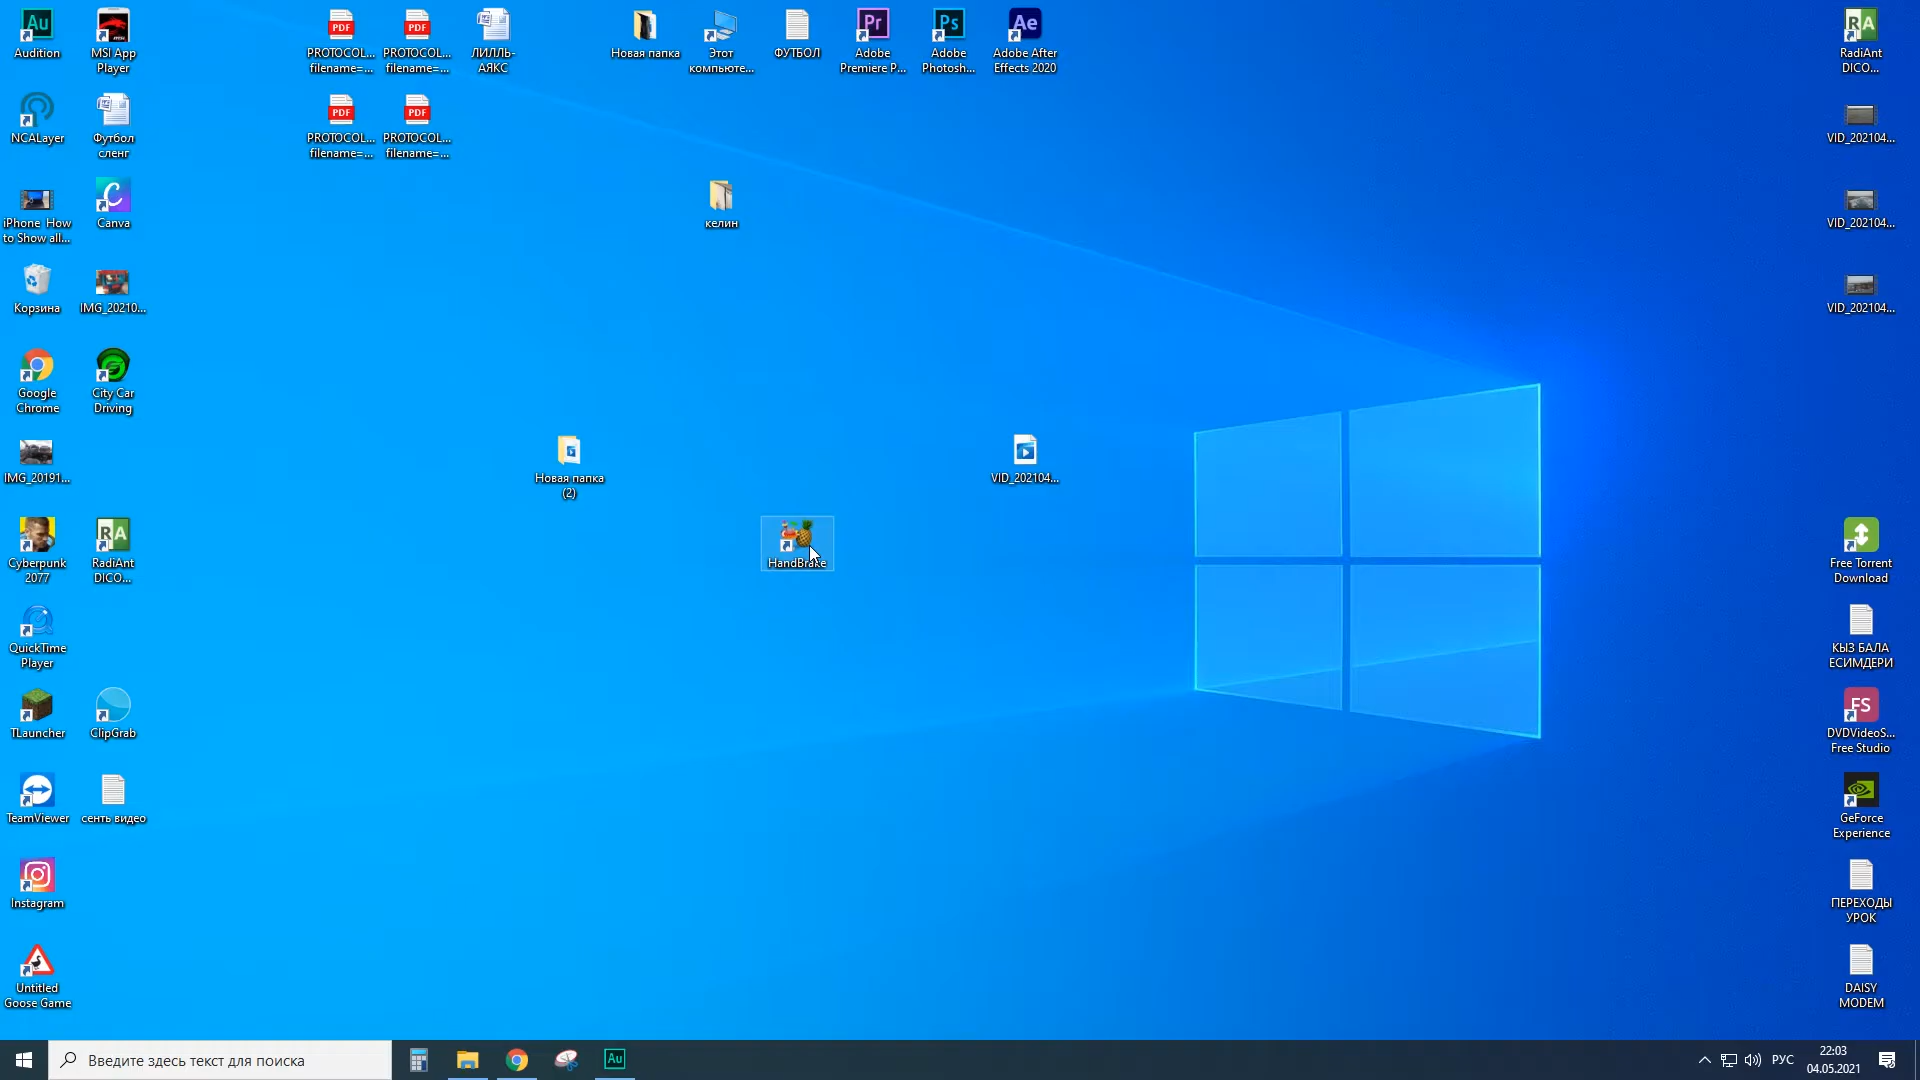 Audition
MSI App
Player
PROTOCOL...
filename=...
PROTOCOL...
filename=...
ЛИЛЛЬ-
АЯКС
Новая папка
Этот
компьюте...
ФУТБОЛ
Adobe
Premiere P...
Adobe
Photosh...
Adobe After
Effects 2020
RadiAnt
DICO...
NCALayer
Футбол
сленг
PROTOCOL...
filename=...
PROTOCOL...
filename=...
VID_202104...
iPhone How
to Show all...
Canva
келин
VID_202104...
Корзина
IMG_20210...
VID_202104...
Google
Chrome
City Car
Driving
IMG_20191...
Новая папка
(2)
VID_202104...
Cyberpunk
2077
RadiAnt
DICO...
HandBrake
Free Torrent
Download
QuickTime
Player
КЫЗ БАЛА
ЕСИМДЕРИ
TLauncher
ClipGrab
DVDVideoS...
Free Studio
TeamViewer
сенть видео
GeForce
Experience
Instagram
ПЕРЕХОДЫ
УРОК
Untitled
Goose Game
DAISY
MODEM
Введите здесь текст для поиска
Au
РУС
22:03
04.05.2021